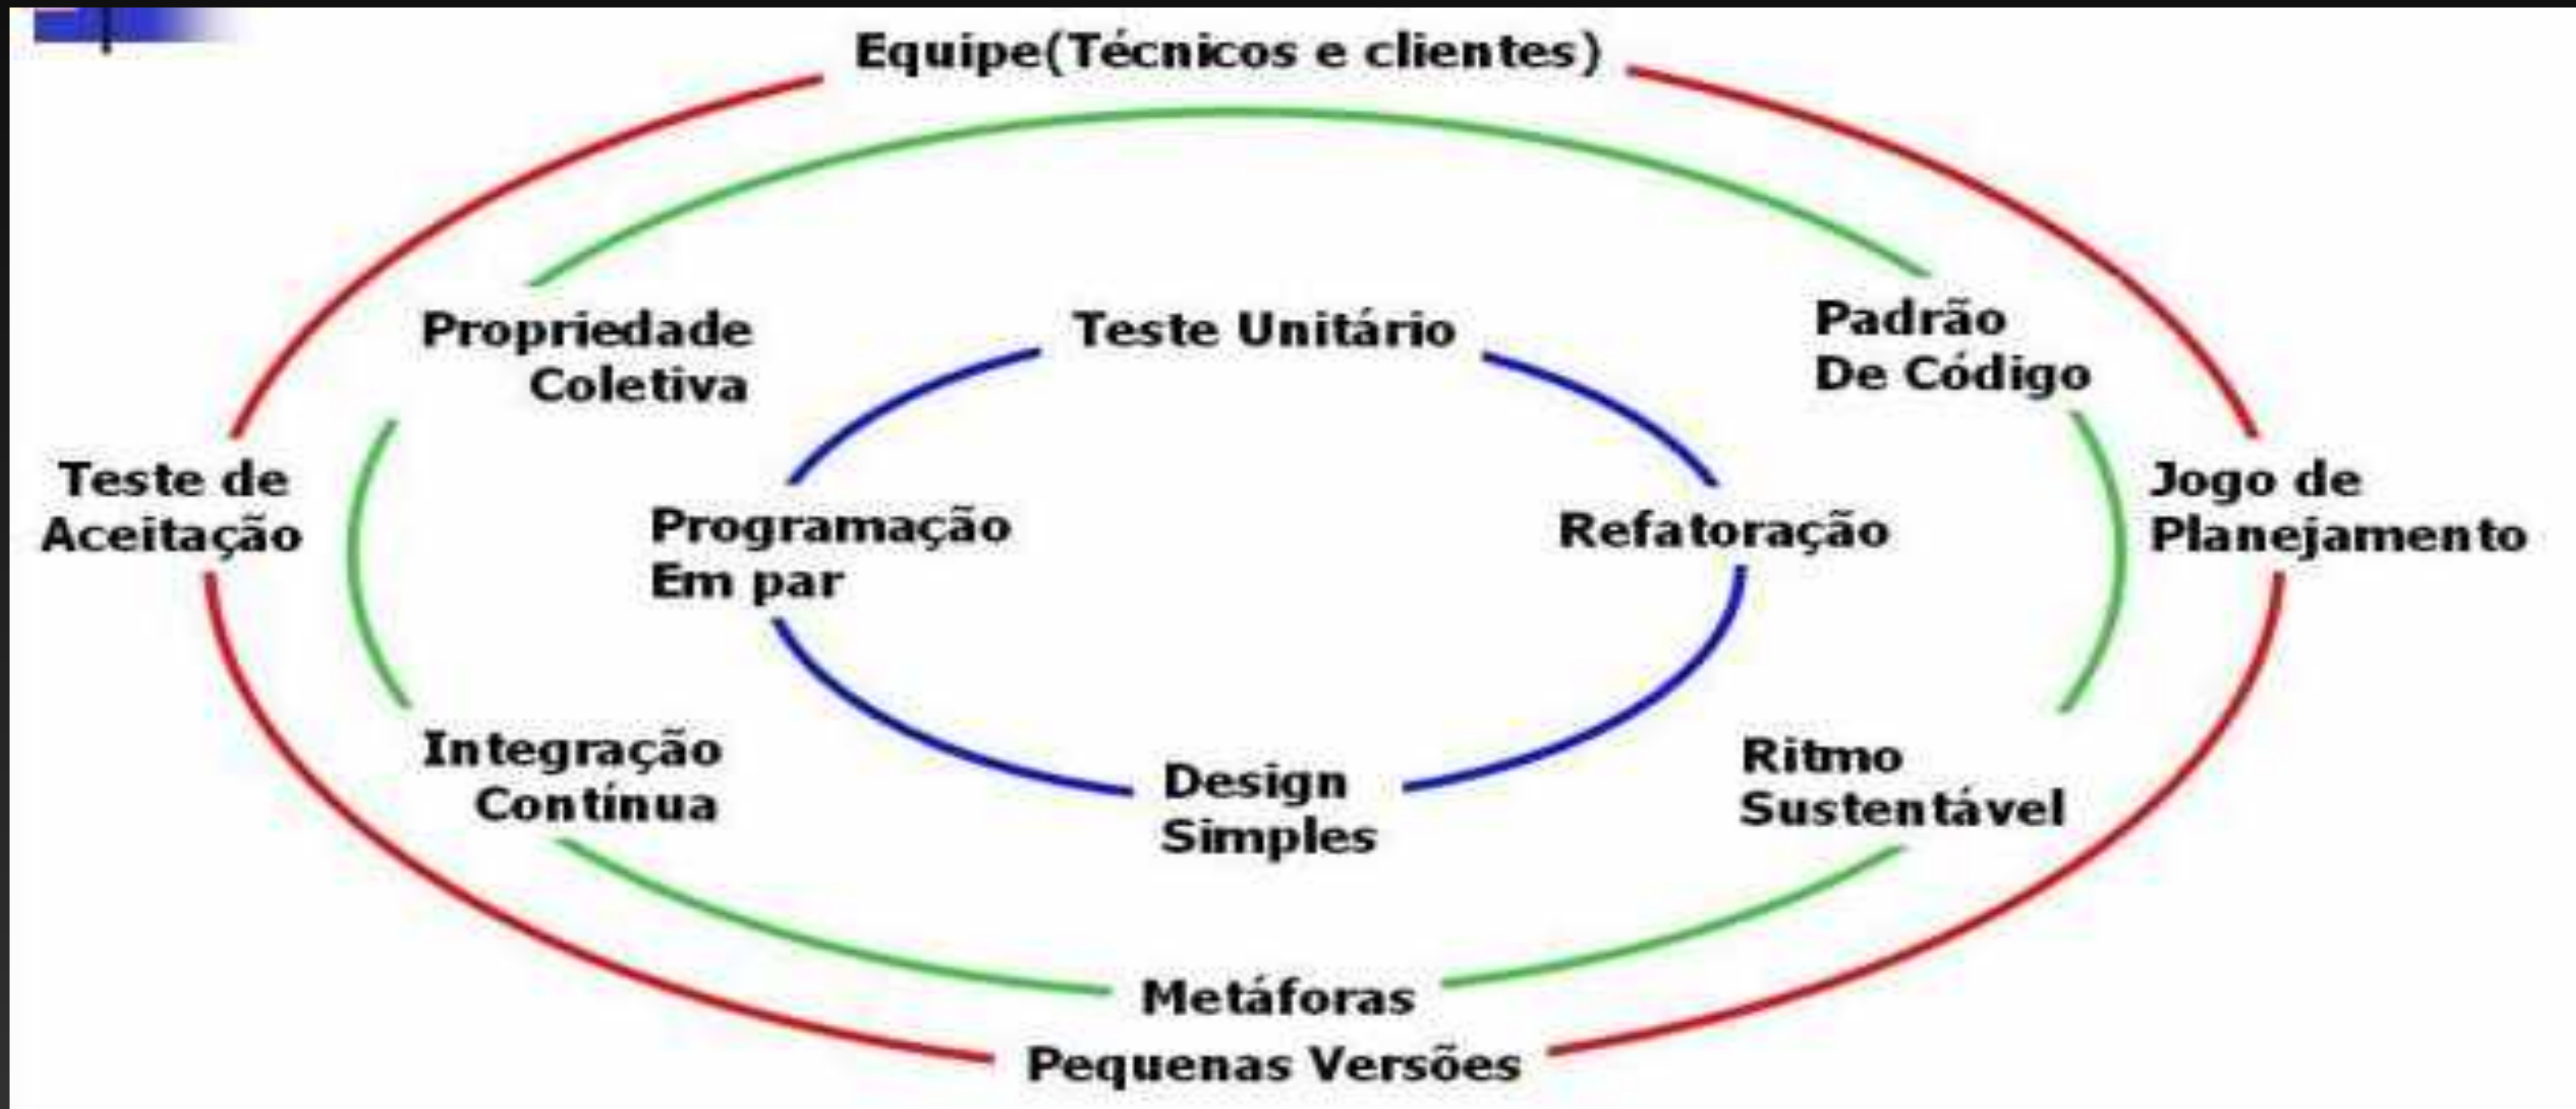 Equipe(Técnicos e clientes)
Propriedade
Coletiva
Teste Unitário
Padrão
De Código
Teste de
Aceitação
Programação
Em par
Refatoração
Jogo de
Planejamento
Integração
Contínua
Design
Simples
Ritmo
Sustentável
Metáforas
Pequenas Versões